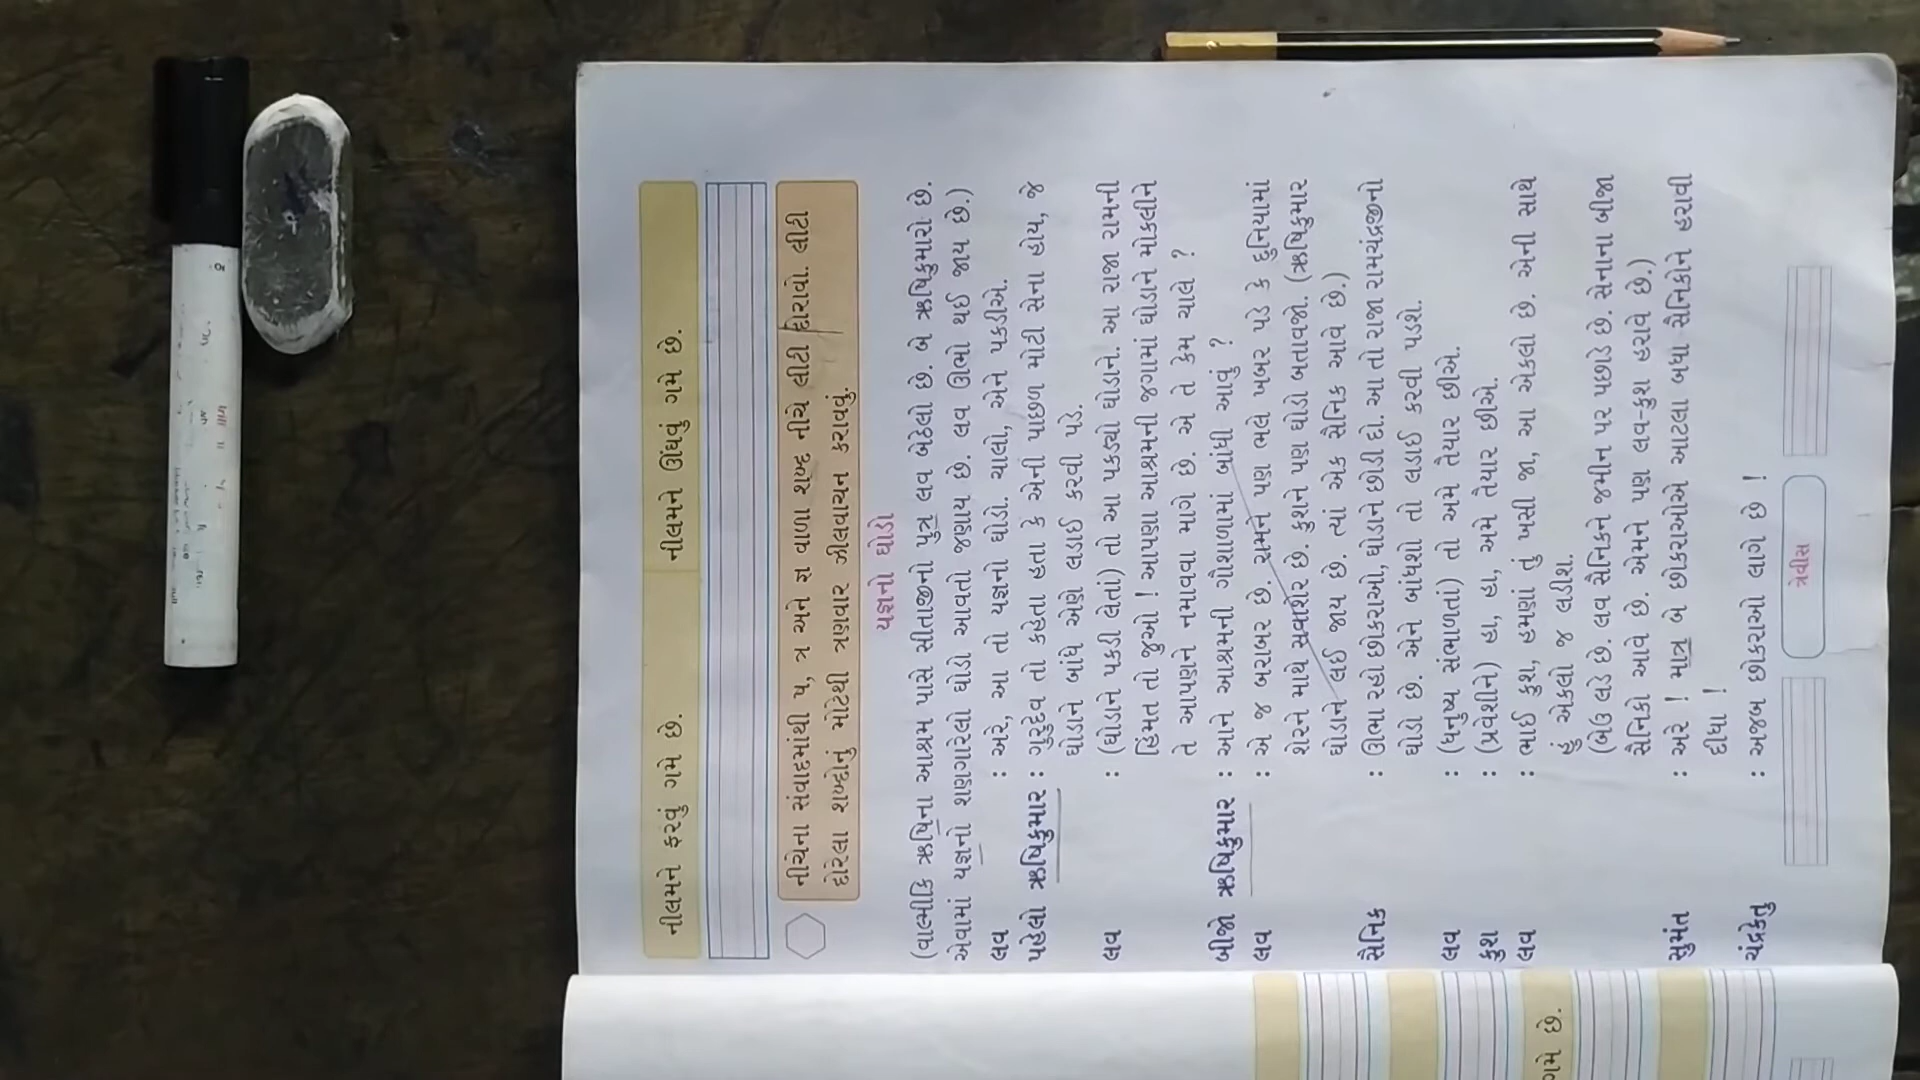 નીલમને ફરવું ગમે છે. નીલમને ઊંઘવું ગમે છે.
નીચેના સંવાદમાંથી ષ, ત્ર અને જ્ઞ વાળા શબ્દ નીચે લીટી દોરાવો. લીટી
દોરેલા શબ્દોનું મોટેથી ત્રણવાર ઝીલવાચન કરાવવું.
યજ્ઞનો ઘોડો
(વાલ્મીકિ ઋષિના આશ્રમ પાસે સીતાજીનો પુત્ર લવ બેઠેલો છે. બે ઋષિકુમારો છે.
એવામાં યજ્ઞનો શણગારેલો ઘોડો આવતો જણાય છે. લવ ઊભો થઈ જાય છે.)
લવ : અરે, આ તો યજ્ઞનો ઘોડો. ચાલો, એને પકડીએ.
પહેલો ઋષિકુમાર : ગુરુદેવ તો કહેતા હતા કે એની પાછળ મોટી સેના હોય, જે
ઘોડાને બાંધે એણે લડાઈ કરવી પડે.
લવ : (ઘોડાને પકડી લેતાં) તો આ પકડ્યો ઘોડાને. આ રાજા રામની
હિંમત તો જુઓ ! આપણા આશ્રમની જગામાં ઘોડાને મોકલીને
તે આપણને નમાવવા માગે છે. એ તે કેમ ચાલે ?
બીજો ઋષિકુમાર : આને આશ્રમની ગૌશાળામાં બાંધી આવું ?
લવ : એ જ બરાબર છે. રામને પણ ભલે ખબર પડે કે દુનિયામાં
શેરને માથે સવાશેર છે. કુશને પણ ઘોડો બતાવજો. (ઋષિકુમાર
ઘોડાને લઈ જાય છે. ત્યાં એક સૈનિક આવે છે.)
સૈનિક : ઊભા રહો છોકરાઓ, ઘોડાને છોડી દો. આ તો રાજા રામચંદ્રજીનો
ઘોડો છે. એને બાંધશો તો લડાઈ કરવી પડશે.
લવ : (ધનુષ્ય સંભાળતાં) તો અમે તૈયાર છીએ.
કુશ : (પ્રવેશીને) હા, હા, અમે તૈયાર છીએ.
લવ : ભાઈ કુશ, હમણાં તું ખસી જા, આ એકલો છે. એની સાથે
હું એકલો જ લડીશ.
(બેઉ લડે છે. લવ સૈનિકને જમીન પર પછાડે છે. સેનાના બીજા
સૈનિકો આવે છે. એમને પણ લવ-કુશ હરાવે છે.)
સુમંત : અરે ! માત્ર બે છોકરાઓએ આટલા બધા સૈનિકોને હરાવી
દીધા !
ચંદ્રકેતુ : અજબ છોકરાઓ લાગે છે !
ત્રેવીસ
ગમે છે.